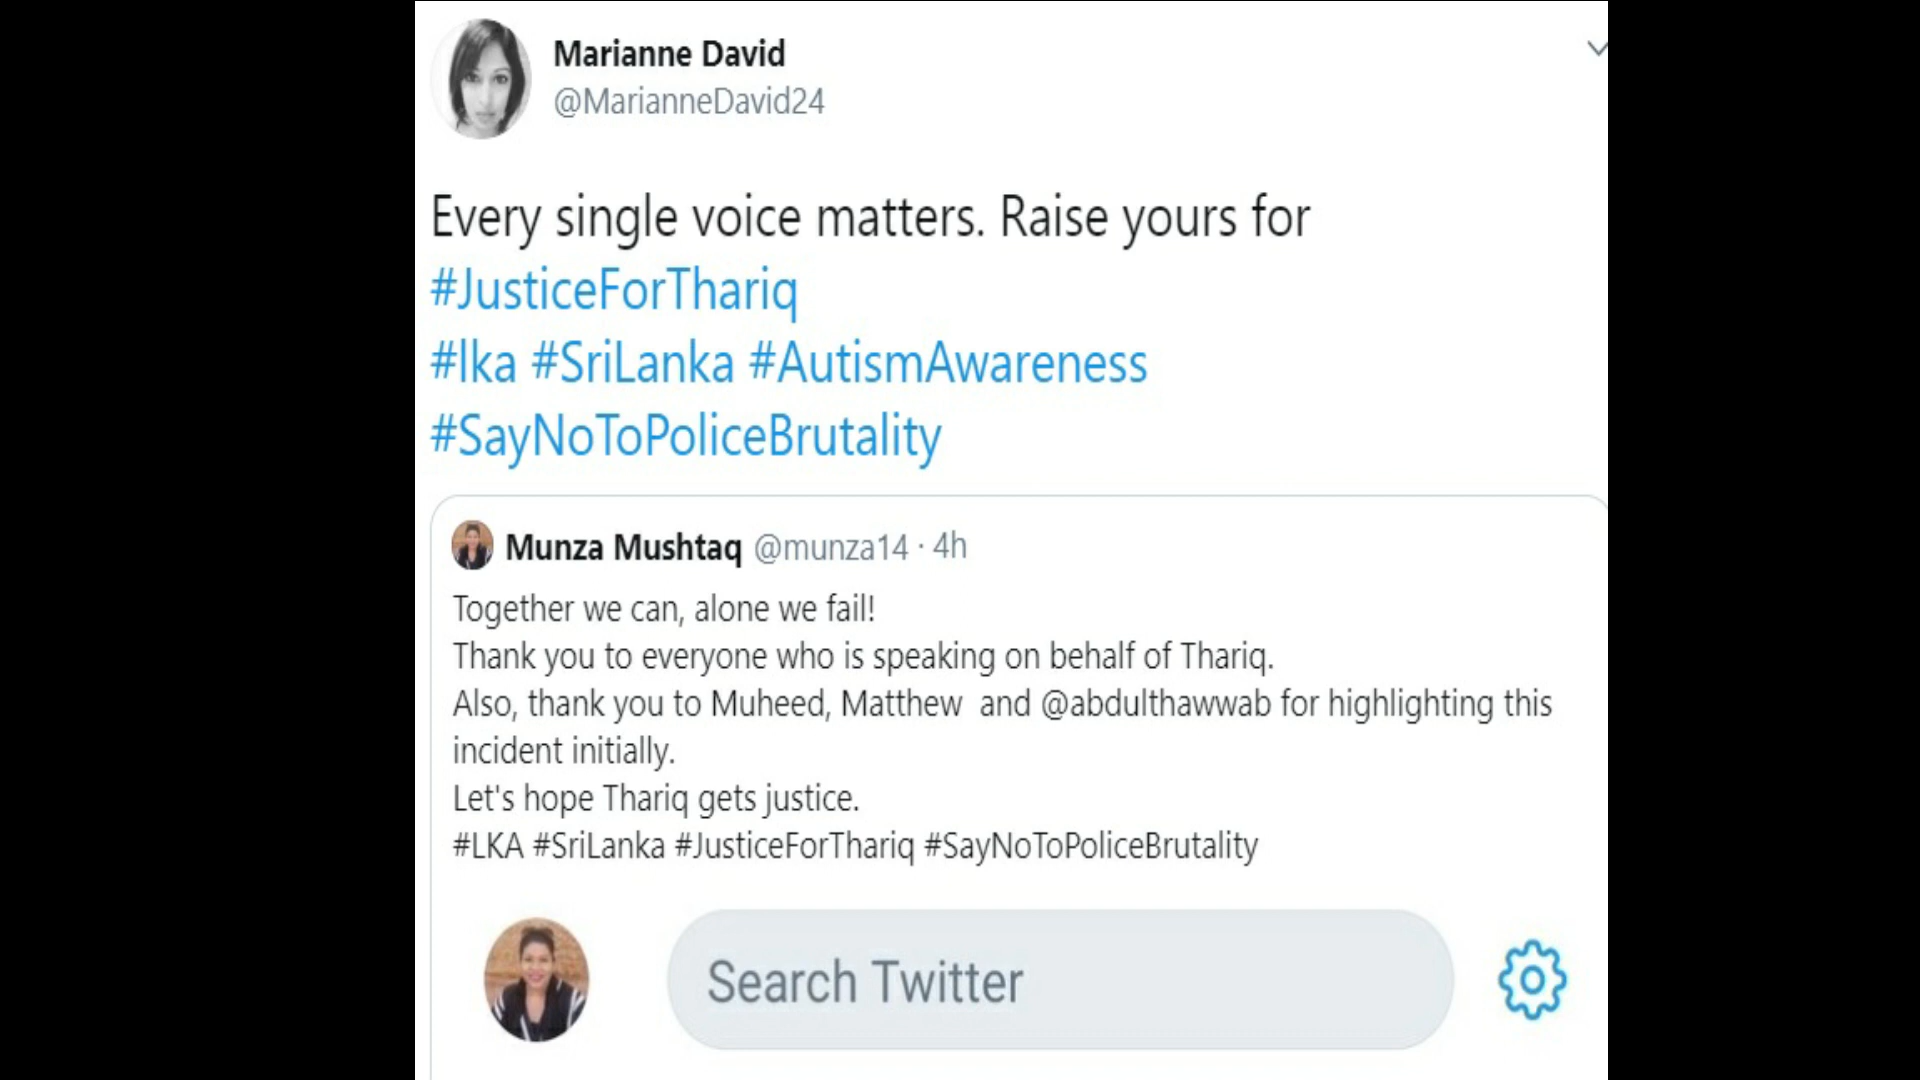 Marianne David
@MarianneDavid24
Every single voice matters. Raise yours for
#JusticeForThariq
#lka #SriLanka #AutismAwareness
#SayNoToPoliceBrutality
Munza Mushtaq @munza14 · 4h
Together we can, alone we fail!
Thank you to everyone who is speaking on behalf of Thariq.
Also, thank you to Muheed, Matthew  and @abdulthawwab for highlighting this
incident initially.
Let's hope Thariq gets justice.
#LKA #SriLanka #JusticeForThariq #SayNoToPoliceBrutality
Search Twitter